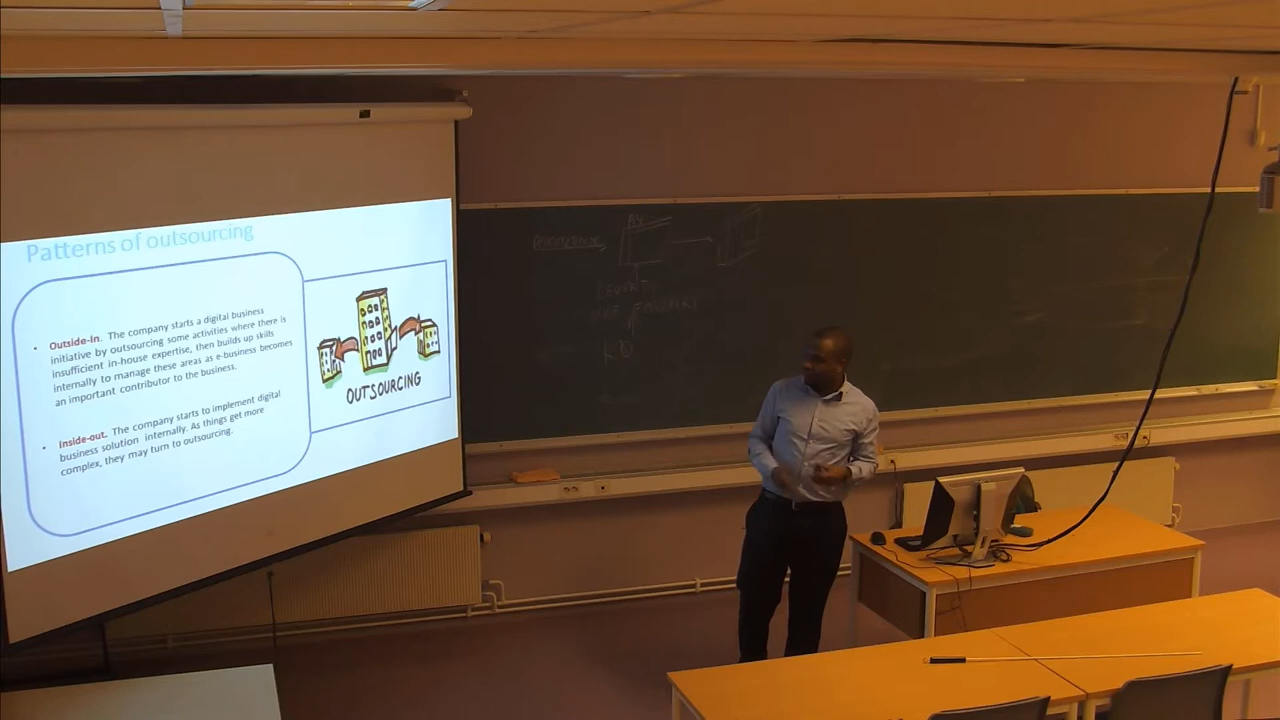 Patterns of outsourcing
• Outside-in. The company starts a digital business
initiative by outsourcing some activities where there is
insufficient in-house expertise, then builds up skills
internally to manage these areas as e-business becomes
an important contributor to the business.
• Inside-out. The company starts to implement digital
business solution internally. As things get more
complex, they may turn to outsourcing.
OUTSOURCING